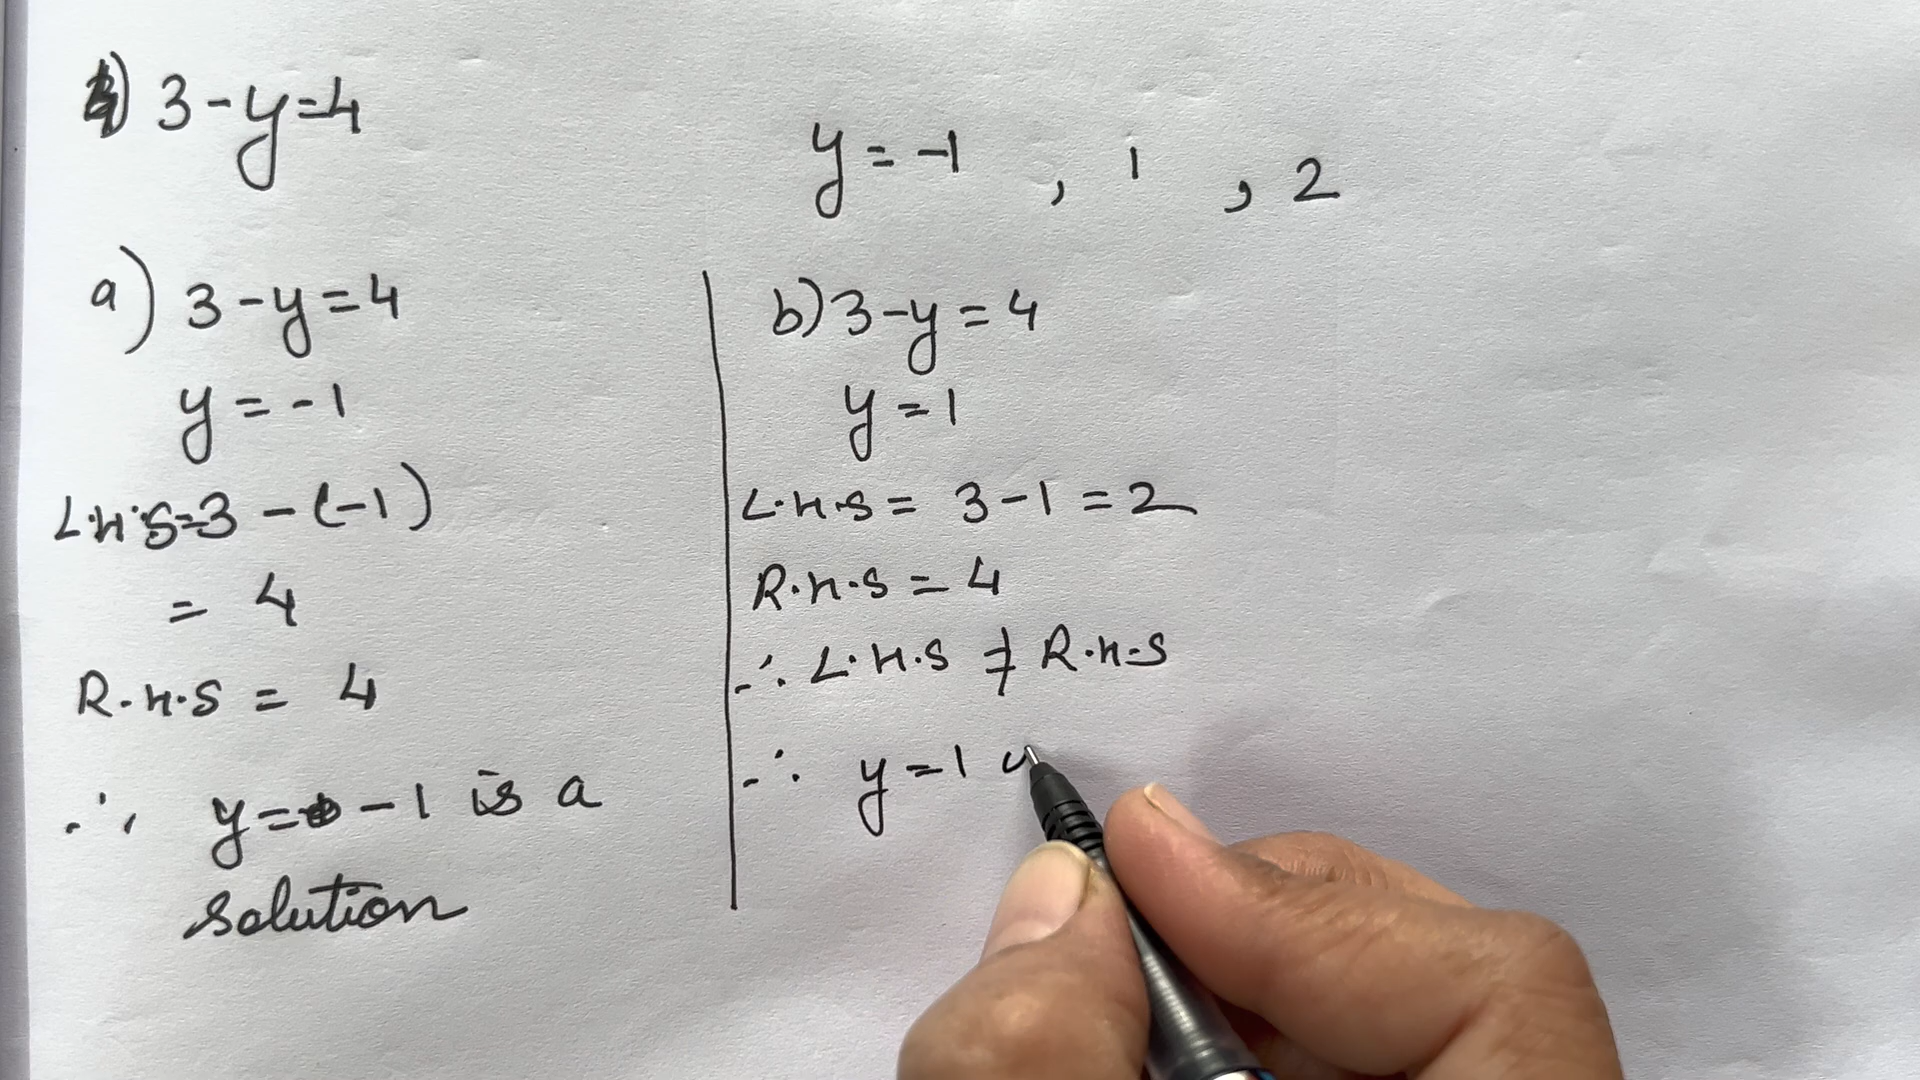 3-y=4
y = -1 , 1 , 2
a) 3-y=4
y = -1
L.H.S=3 - (-1)
= 4
R.H.S = 4
∴ y= -1 is a
solution
b) 3-y = 4
y = 1
L.H.S = 3-1 = 2
R.H.S = 4
∴ L.H.S ≠ R.H.S
∴ y=1